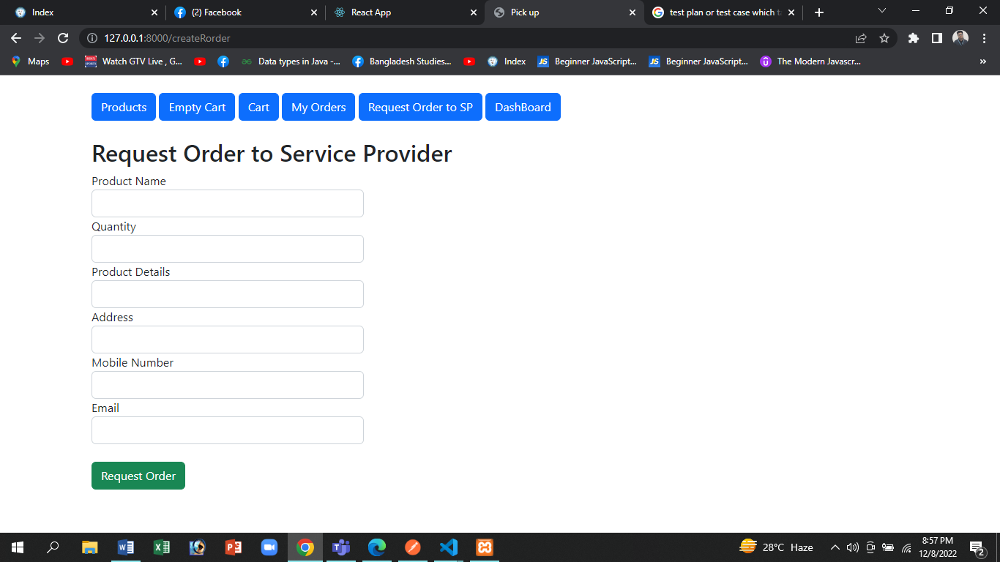 Index
(2) Facebook
React App
Pick up
test plan or test case which t
127.0.0.1:8000/createRorder
Maps
Watch GTV Live , G...
Data types in Java -...
Bangladesh Studies...
Index
JS Beginner JavaScript...
JS Beginner JavaScript...
The Modern Javascr...
»
Products Empty Cart Cart My Orders Request Order to SP DashBoard
Request Order to Service Provider
Product Name
Quantity
Product Details
Address
Mobile Number
Email
Request Order
28°C Haze
8:57 PM
12/8/2022
2